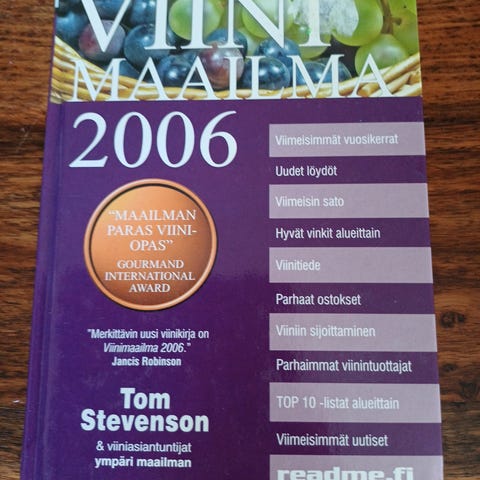 VIINI
MAAILMA
2006
"MAAILMAN
PARAS VIINI-
OPAS"
GOURMAND
INTERNATIONAL
AWARD
"Merkittävin uusi viinikirja on
Viinimaailma 2006."
Jancis Robinson
Tom
Stevenson
& viiniasiantuntijat
ympäri maailman
Viimeisimmät vuosikerrat
Uudet löydöt
Viimeisin sato
Hyvät vinkit alueittain
Viinitiede
Parhaat ostokset
Viiniin sijoittaminen
Parhaimmat viinintuottajat
TOP 10 -listat alueittain
Viimeisimmät uutiset
readme.fi